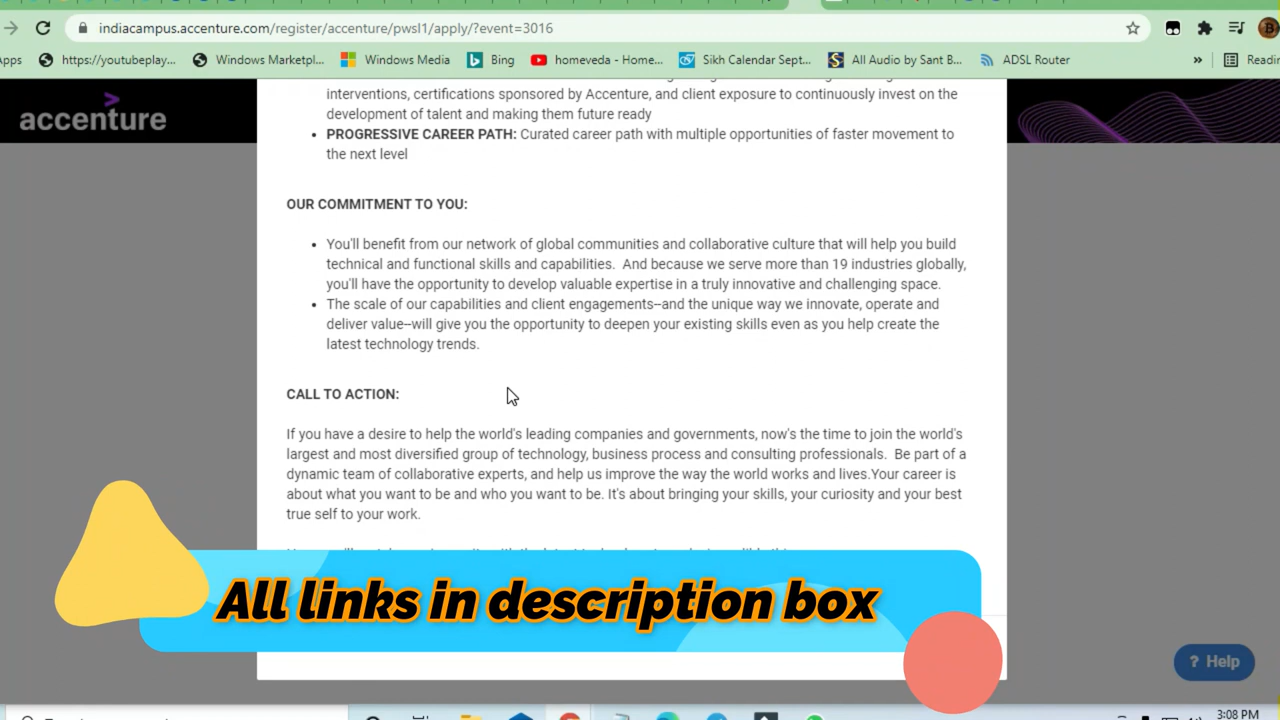 indiacampus.accenture.com/register/accenture/pwsl1/apply/?event=3016
Apps https://youtubeplay... Windows Marketpl... Windows Media Bing homeveda - Home... Sikh Calendar Sept... All Audio by Sant B... ADSL Router » Readin
accenture
interventions, certifications sponsored by Accenture, and client exposure to continuously invest on the
development of talent and making them future ready
• PROGRESSIVE CAREER PATH: Curated career path with multiple opportunities of faster movement to
the next level
OUR COMMITMENT TO YOU:
• You'll benefit from our network of global communities and collaborative culture that will help you build
technical and functional skills and capabilities. And because we serve more than 19 industries globally,
you'll have the opportunity to develop valuable expertise in a truly innovative and challenging space.
• The scale of our capabilities and client engagements—and the unique way we innovate, operate and
deliver value—will give you the opportunity to deepen your existing skills even as you help create the
latest technology trends.
CALL TO ACTION:
If you have a desire to help the world's leading companies and governments, now's the time to join the world's
largest and most diversified group of technology, business process and consulting professionals. Be part of a
dynamic team of collaborative experts, and help us improve the way the world works and lives.Your career is
about what you want to be and who you want to be. It's about bringing your skills, your curiosity and your best
true self to your work.
All links in description box
? Help
3:08 PM